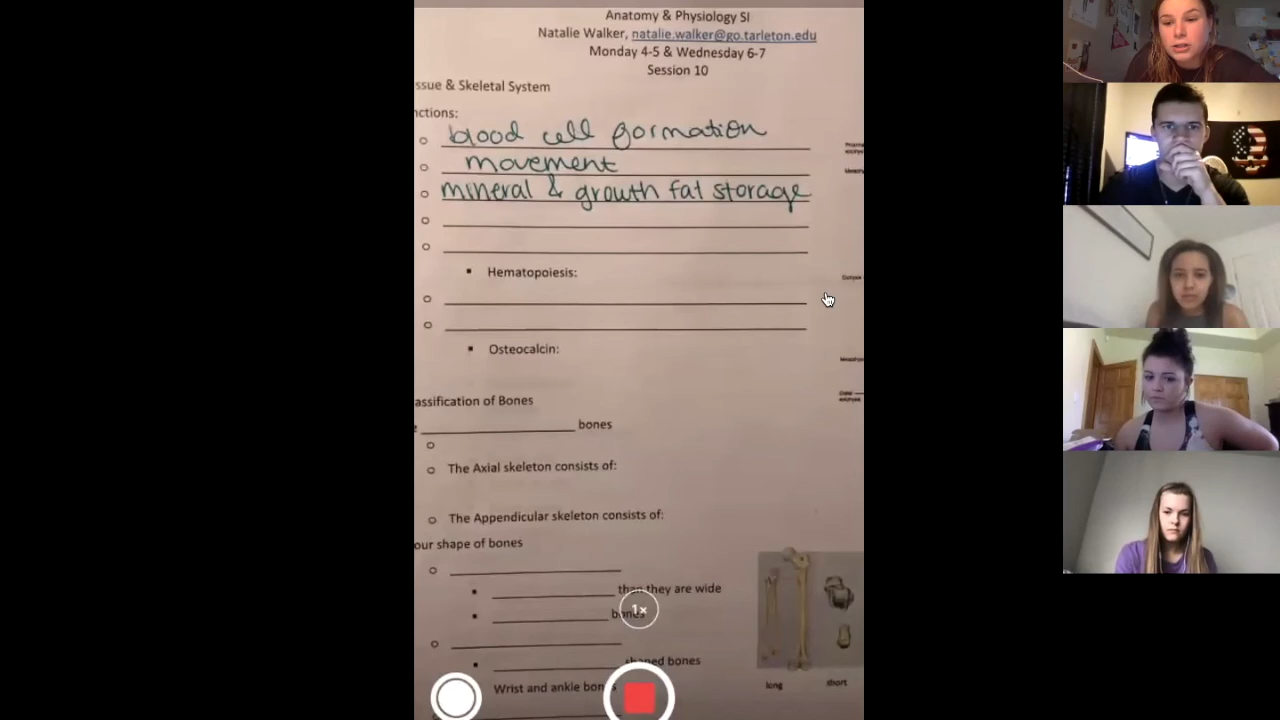 Anatomy & Physiology SI
Natalie Walker, natalie.walker@go.tarleton.edu
Monday 4-5 & Wednesday 6-7
Session 10
ssue & Skeletal System
nctions:
blood cell formation
movement
mineral & growth fat storage
Hematopoiesis:
Osteocalcin:
assification of Bones
bones
The Axial skeleton consists of:
The Appendicular skeleton consists of:
our shape of bones
than they are wide
1×
bones
shaped bones
Wrist and ankle bon
long short